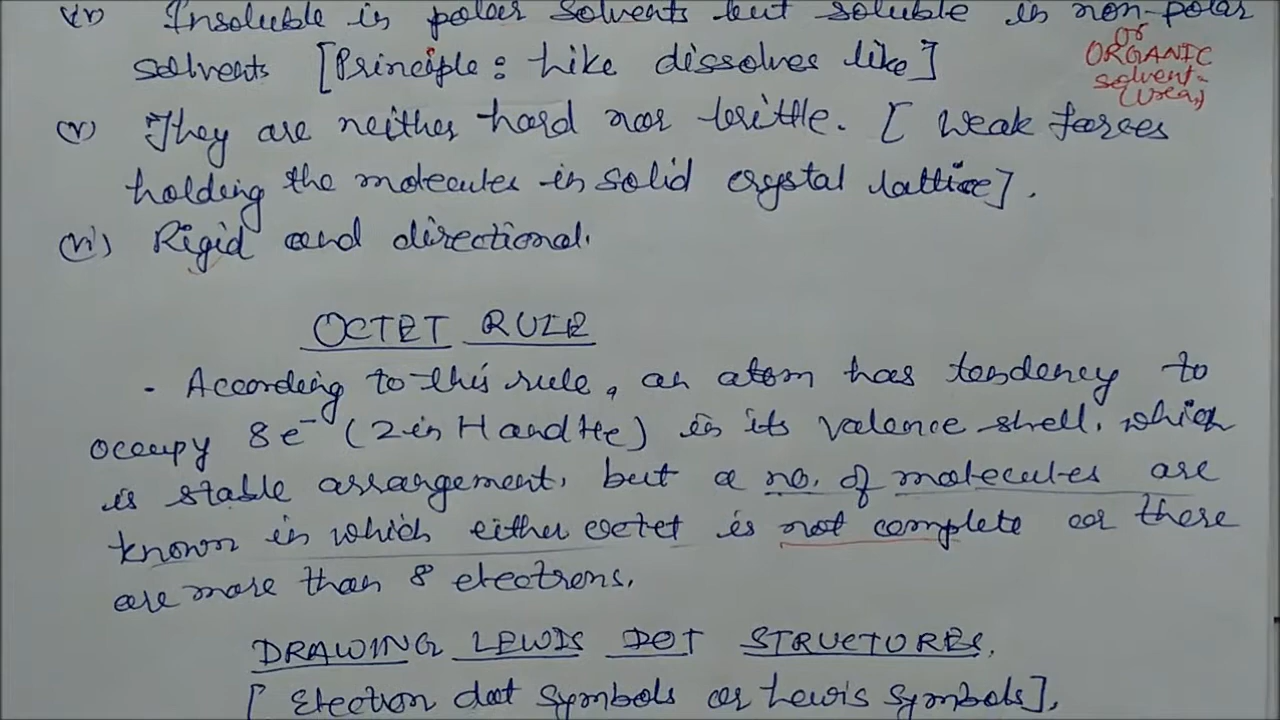 (iv) Insoluble in polar solvents but soluble in non-polar
or
ORGANIC
solvent.
(Urea,)
solvents [Principle: Like dissolves like]
(v) They are neither hard nor brittle. [Weak forces
holding the molecules in solid crystal lattice].
(vi) Rigid and directional.
OCTET RULE
- According to this rule, an atom has tendency to
occupy 8e⁻ (2 in H and He) in its valence shell, which
is stable arrangement, but a no. of molecules are
known in which either octet is not complete or there
are more than 8 electrons.
DRAWING LEWIS DOT STRUCTURES.
[Electron dot symbols or Lewis symbols].